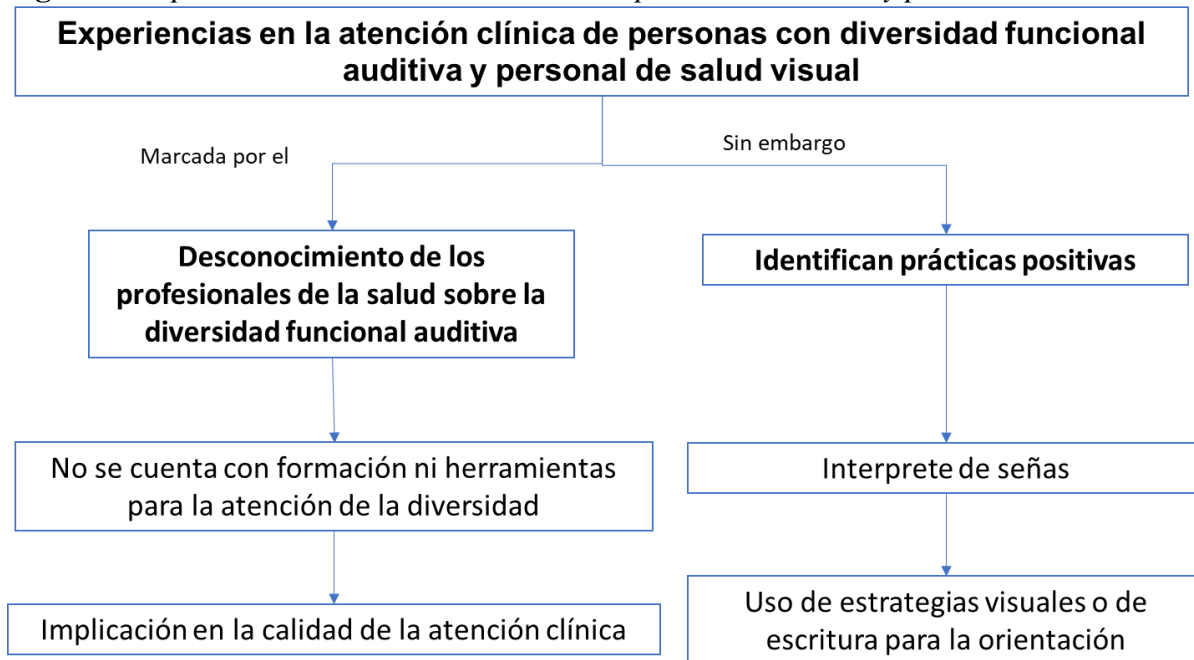 Experiencias en la atención clínica de personas con diversidad funcional
auditiva y personal de salud visual
Marcada por el
Sin embargo
Desconocimiento de los
profesionales de la salud sobre la
diversidad funcional auditiva
Identifican prácticas positivas
No se cuenta con formación ni herramientas
para la atención de la diversidad
Interprete de señas
Implicación en la calidad de la atención clínica
Uso de estrategias visuales o de
escritura para la orientación